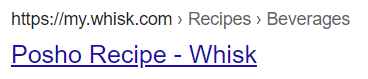 https://my.whisk.com › Recipes › Beverages
Posho Recipe - Whisk